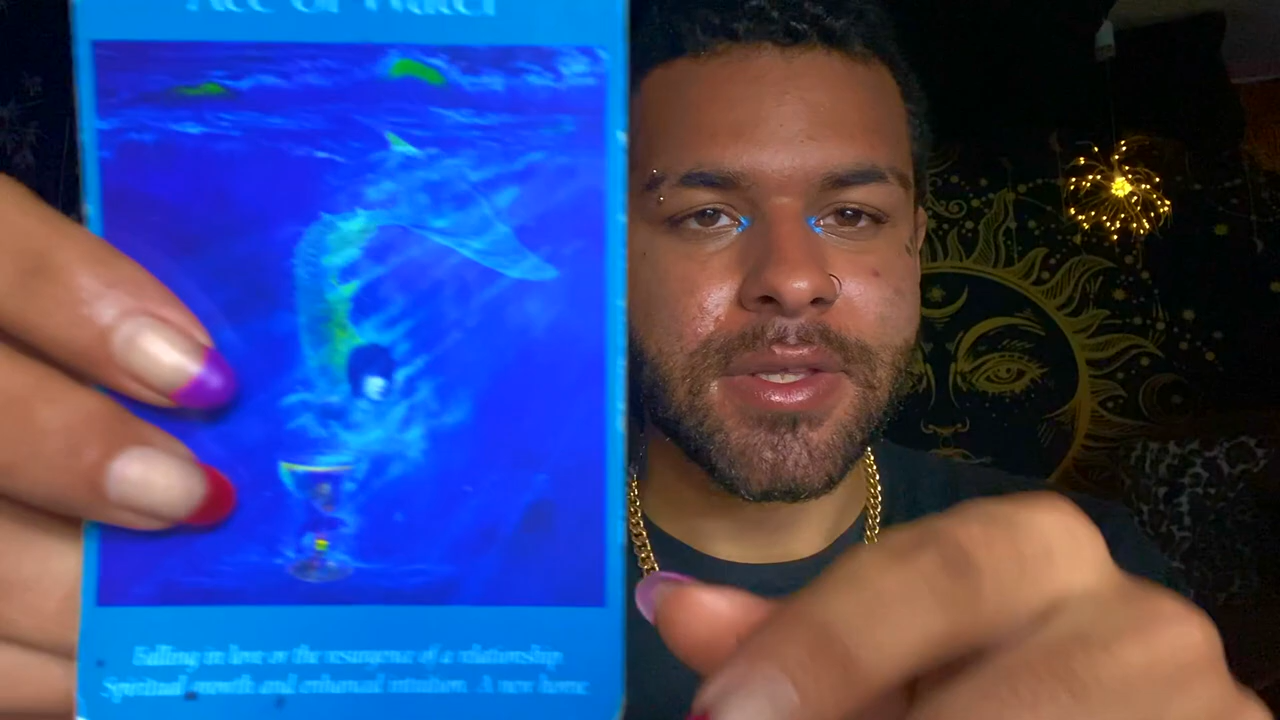 Ace of Water
Falling in love or the resurgence of a relationship.
Spiritual growth and enhanced intuition. A new home.